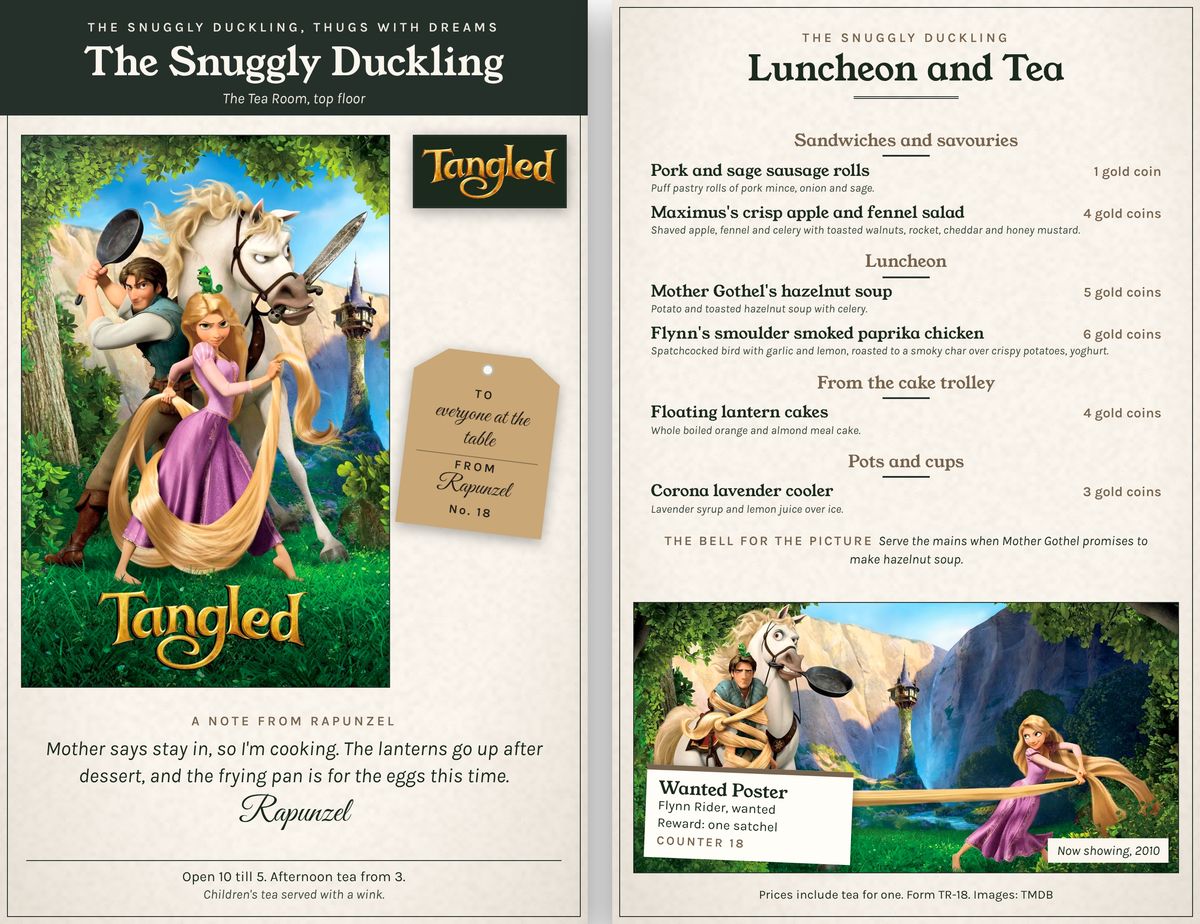 THE SNUGGLY DUCKLING, THUGS WITH DREAMS
The Snuggly Duckling
The Tea Room, top floor
Tangled
TO
everyone at the
table
FROM
Rapunzel
No. 18
Tangled
A NOTE FROM RAPUNZEL
Mother says stay in, so I'm cooking. The lanterns go up after
dessert, and the frying pan is for the eggs this time.
Rapunzel
Open 10 till 5. Afternoon tea from 3.
Children's tea served with a wink.
THE SNUGGLY DUCKLING
Luncheon and Tea
Sandwiches and savouries
Pork and sage sausage rolls 1 gold coin
Puff pastry rolls of pork mince, onion and sage.
Maximus's crisp apple and fennel salad 4 gold coins
Shaved apple, fennel and celery with toasted walnuts, rocket, cheddar and honey mustard.
Luncheon
Mother Gothel's hazelnut soup 5 gold coins
Potato and toasted hazelnut soup with celery.
Flynn's smoulder smoked paprika chicken 6 gold coins
Spatchcocked bird with garlic and lemon, roasted to a smoky char over crispy potatoes, yoghurt.
From the cake trolley
Floating lantern cakes 4 gold coins
Whole boiled orange and almond meal cake.
Pots and cups
Corona lavender cooler 3 gold coins
Lavender syrup and lemon juice over ice.
THE BELL FOR THE PICTURE Serve the mains when Mother Gothel promises to
make hazelnut soup.
Wanted Poster
Flynn Rider, wanted
Reward: one satchel
COUNTER 18
Now showing, 2010
Prices include tea for one. Form TR-18. Images: TMDB